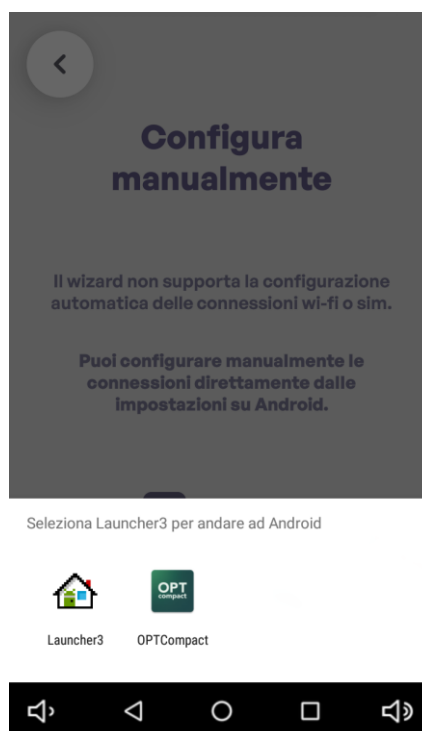 Configura
manualmente
Il wizard non supporta la configurazione
automatica delle connessioni wi-fi o sim.
Puoi configurare manualmente le
connessioni direttamente dalle
impostazioni su Android.
Seleziona Launcher3 per andare ad Android
OPT
compact
Launcher3
OPTCompact